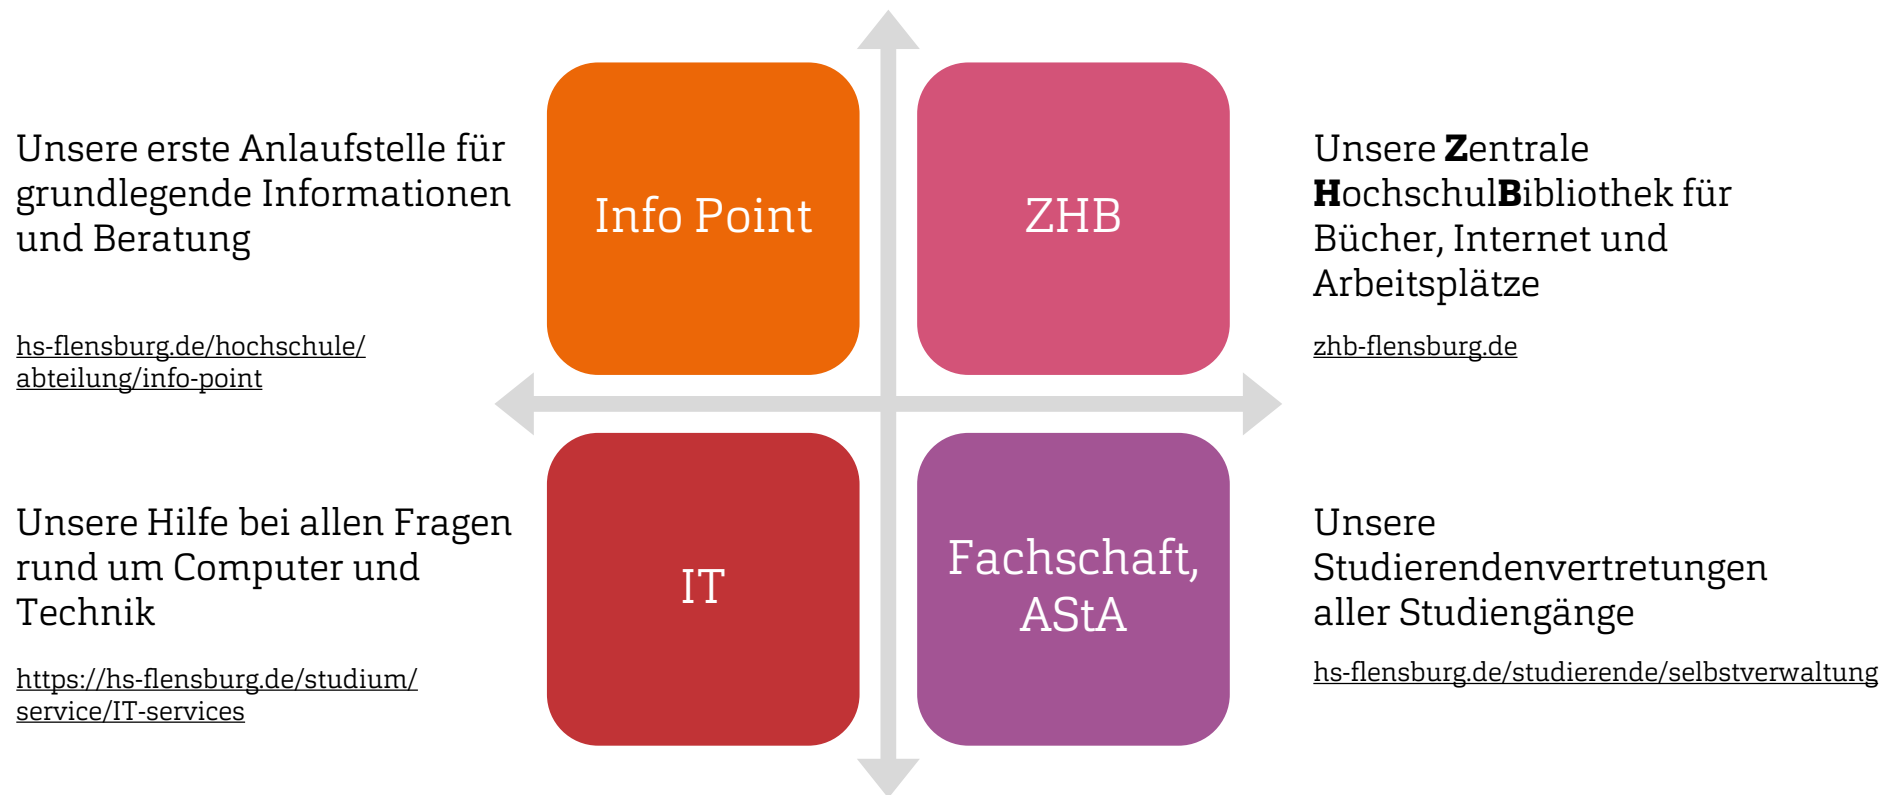 Unsere erste Anlaufstelle für
grundlegende Informationen
und Beratung
hs-flensburg.de/hochschule/
abteilung/info-point
Info Point
ZHB
Unsere Zentrale
HochschulBibliothek für
Bücher, Internet und
Arbeitsplätze
zhb-flensburg.de
Unsere Hilfe bei allen Fragen
rund um Computer und
Technik
https://hs-flensburg.de/studium/
service/IT-services
IT
Fachschaft,
AStA
Unsere
Studierendenvertretungen
aller Studiengänge
hs-flensburg.de/studierende/selbstverwaltung